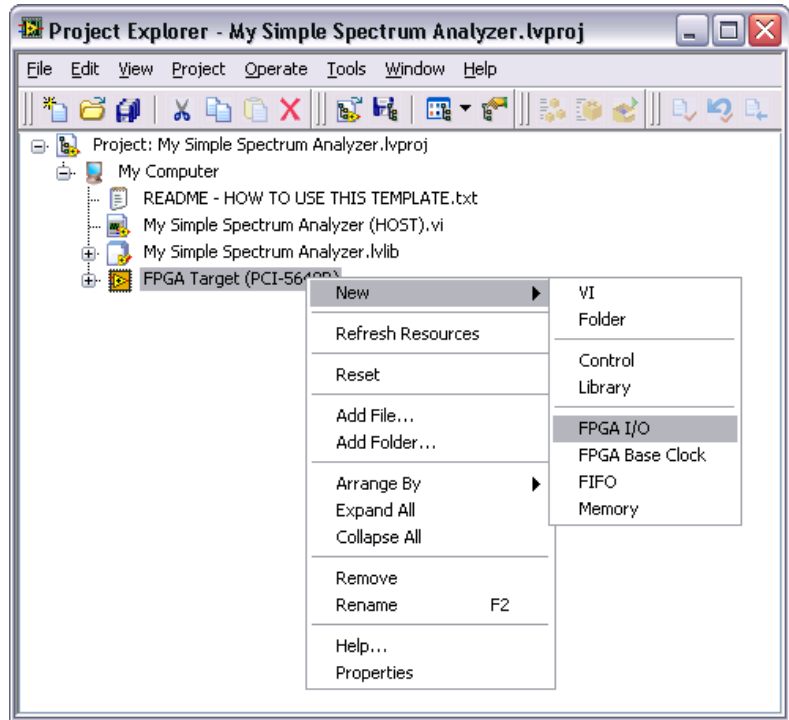 Project Explorer - My Simple Spectrum Analyzer.lvproj
File Edit View Project Operate Tools Window Help
Project: My Simple Spectrum Analyzer.lvproj
My Computer
README - HOW TO USE THIS TEMPLATE.txt
My Simple Spectrum Analyzer (HOST).vi
My Simple Spectrum Analyzer.lvlib
FPGA Target
New
Refresh Resources
Reset
Add File...
Add Folder...
Arrange By
Expand All
Collapse All
Remove
Rename F2
Help...
Properties
VI
Folder
Control
Library
FPGA I/O
FPGA Base Clock
FIFO
Memory